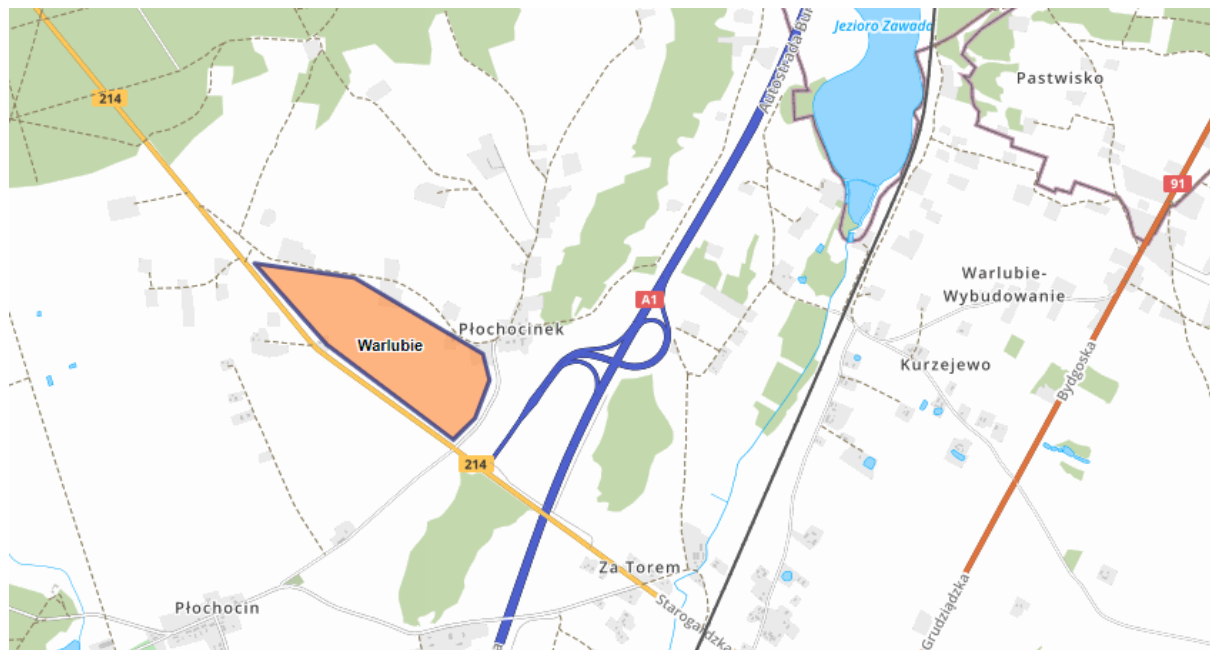 Jezioro Zawada
Pastwisko
214
Autostrada Bur
91
Warlubie-
Wybudowanie
A1
Płochocinek
Warlubie
Kurzejewo
Bydgoska
214
Za Torem
Płochocin
Starogardzka
Grudziądzka
a